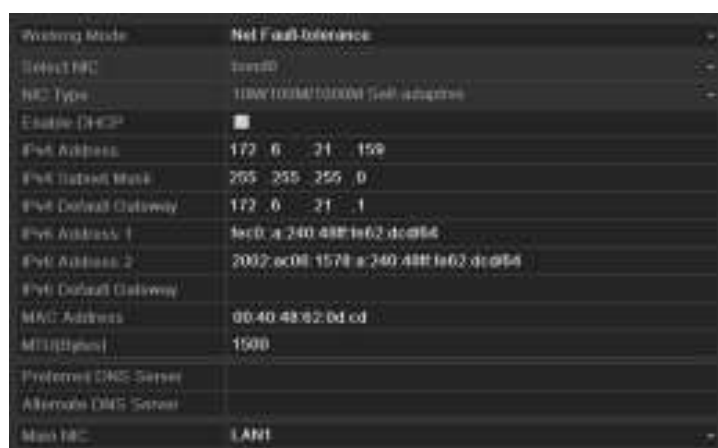 Working Mode Net Fault-tolerance
Select NIC bond0
NIC Type 10M/100M/1000M Self-adaptive
Enable DHCP
IPv4 Address 172 .6 .21 .159
IPv4 Subnet Mask 255 .255 .255 .0
IPv4 Default Gateway 172 .6 .21 .1
IPv6 Address 1
IPv6 Address 2
IPv6 Default Gateway
MAC Address 00:40:48:62:0d:cd
MTU(Bytes) 1500
Preferred DNS Server
Alternate DNS Server
Main NIC LAN1